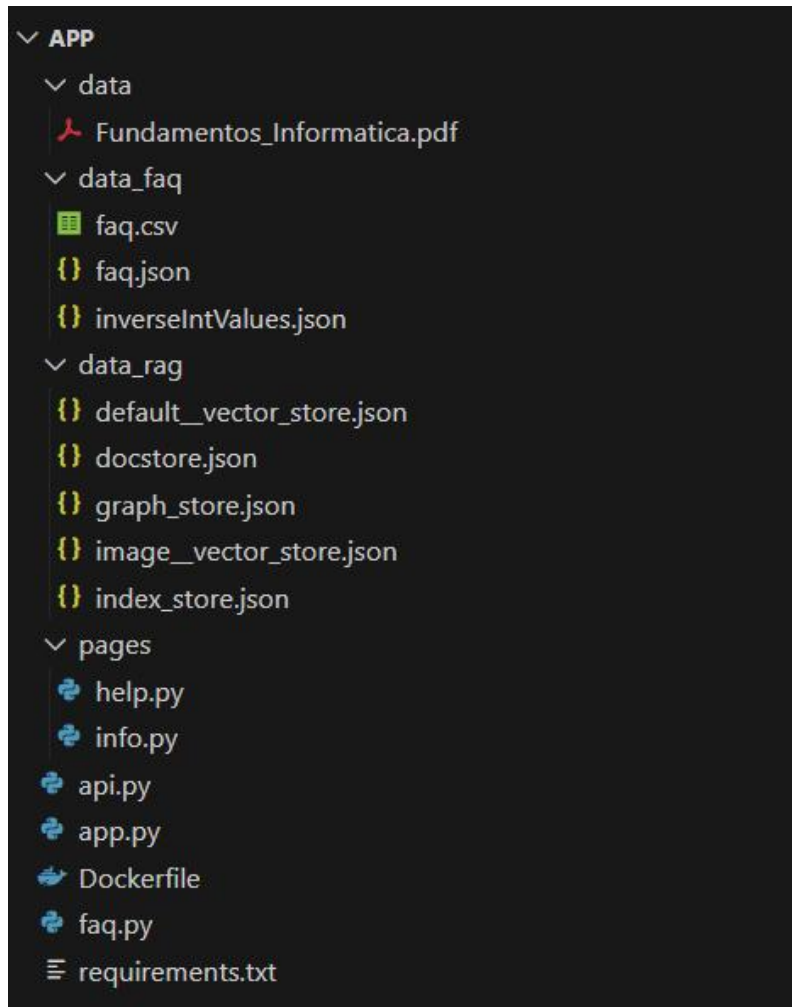 APP
data
Fundamentos_Informatica.pdf
data_faq
faq.csv
{} faq.json
{} inverseIntValues.json
data_rag
{} default__vector_store.json
{} docstore.json
{} graph_store.json
{} image__vector_store.json
{} index_store.json
pages
help.py
info.py
api.py
app.py
Dockerfile
faq.py
requirements.txt